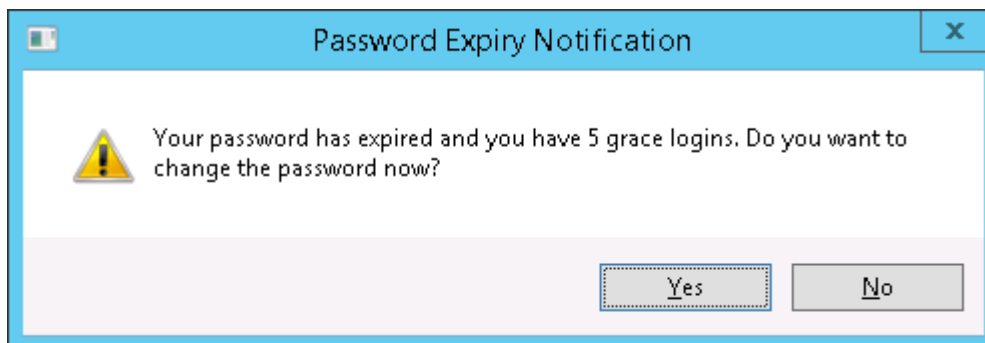 Password Expiry Notification
x
Your password has expired and you have 5 grace logins. Do you want to
change the password now?
Yes
No